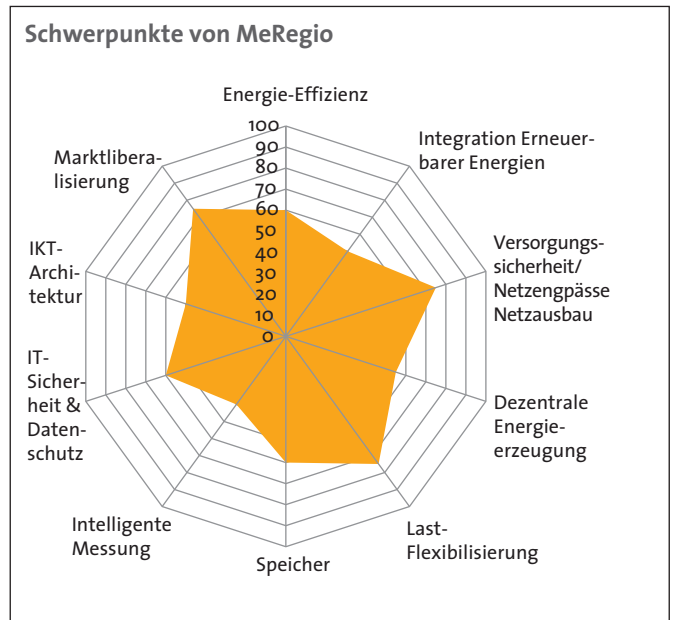 Schwerpunkte von MeRegio
Energie-Effizienz
Integration Erneuer-
barer Energien
Versorgungs-
sicherheit/
Netzengpässe
Netzausbau
Dezentrale
Energie-
erzeugung
Last-
Flexibilisierung
Speicher
Intelligente
Messung
IT-
Sicher-
heit &
Daten-
schutz
IKT-
Archi-
tektur
Marktlibera-
lisierung
100
90
80
70
60
50
40
30
20
10
0